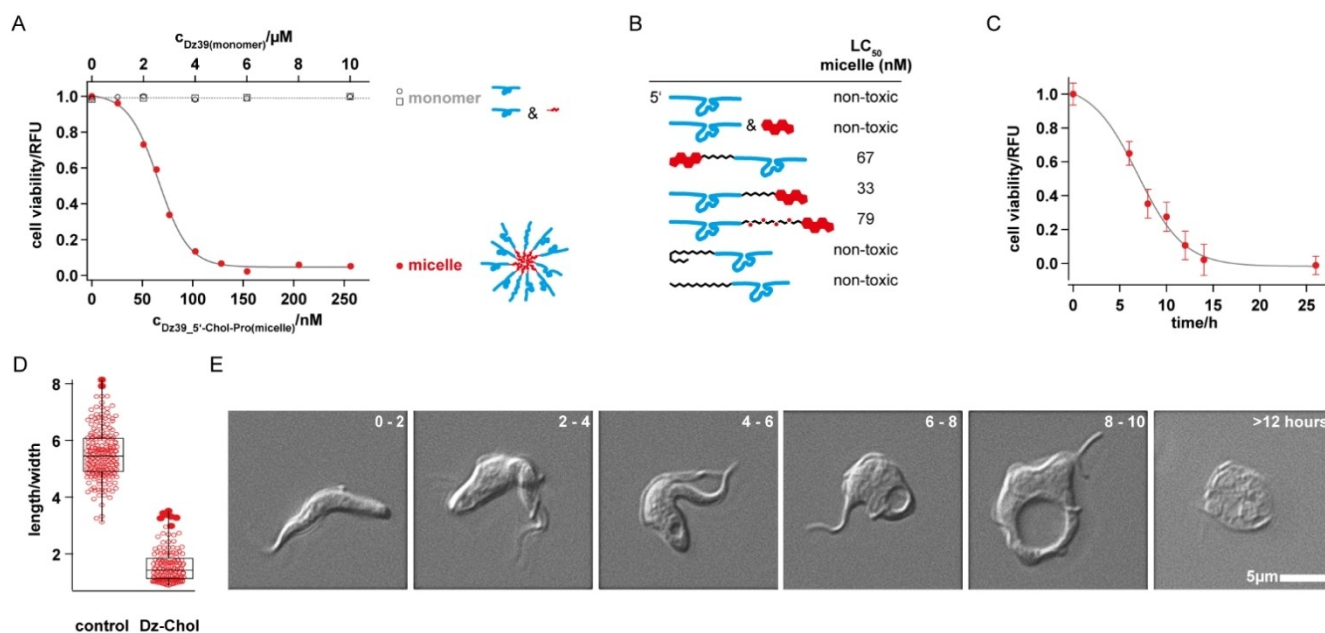 A
c_Dz39(monomer)/µM
0 2 4 6 8 10
1.0
0.8
0.6
0.4
0.2
0.0
cell viability/RFU
0 50 100 150 200 250
c_Dz39_5'-Chol-Pro(micelle)/nM
monomer
&
micelle
B
LC50
micelle (nM)
5' non-toxic
& non-toxic
67
33
79
non-toxic
non-toxic
C
1.0
0.8
0.6
0.4
0.2
0.0
cell viability/RFU
0 5 10 15 20 25
time/h
D
8
6
4
2
length/width
control Dz-Chol
E
0 - 2
2 - 4
4 - 6
6 - 8
8 - 10
>12 hours
5µm